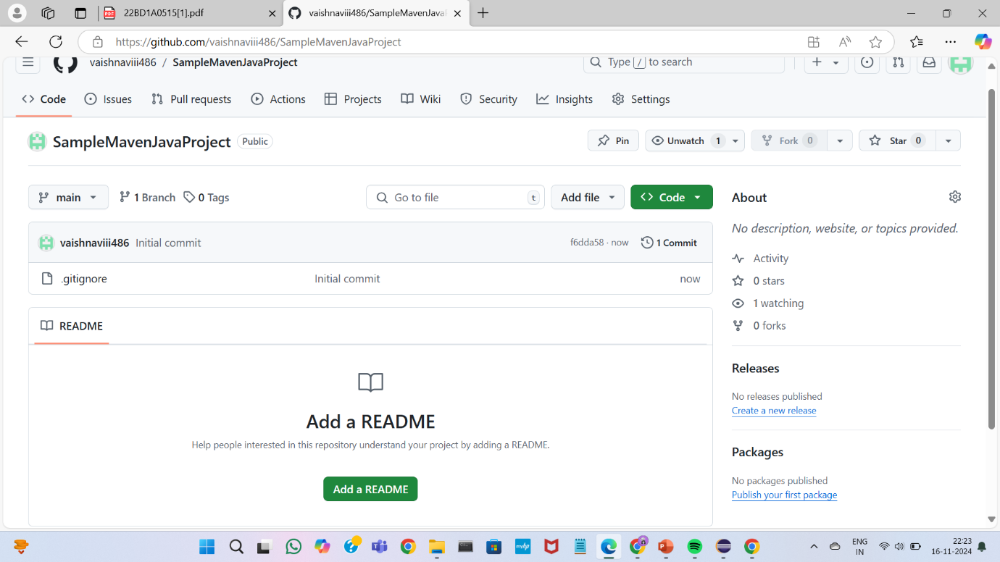 22BD1A0515[1].pdf
vaishnaviii486/SampleMavenJaval
https://github.com/vaishnaviii486/SampleMavenJavaProject
vaishnaviii486 / SampleMavenJavaProject
Type / to search
Code Issues Pull requests Actions Projects Wiki Security Insights Settings
SampleMavenJavaProject Public
Pin Unwatch 1 Fork 0 Star 0
main 1 Branch 0 Tags Go to file t Add file Code
vaishnaviii486 Initial commit f6dda58 · now 1 Commit
.gitignore Initial commit now
README
Add a README
Help people interested in this repository understand your project by adding a README.
Add a README
About
No description, website, or topics provided.
Activity
0 stars
1 watching
0 forks
Releases
No releases published
Create a new release
Packages
No packages published
Publish your first package
ENG
IN
22:23
16-11-2024